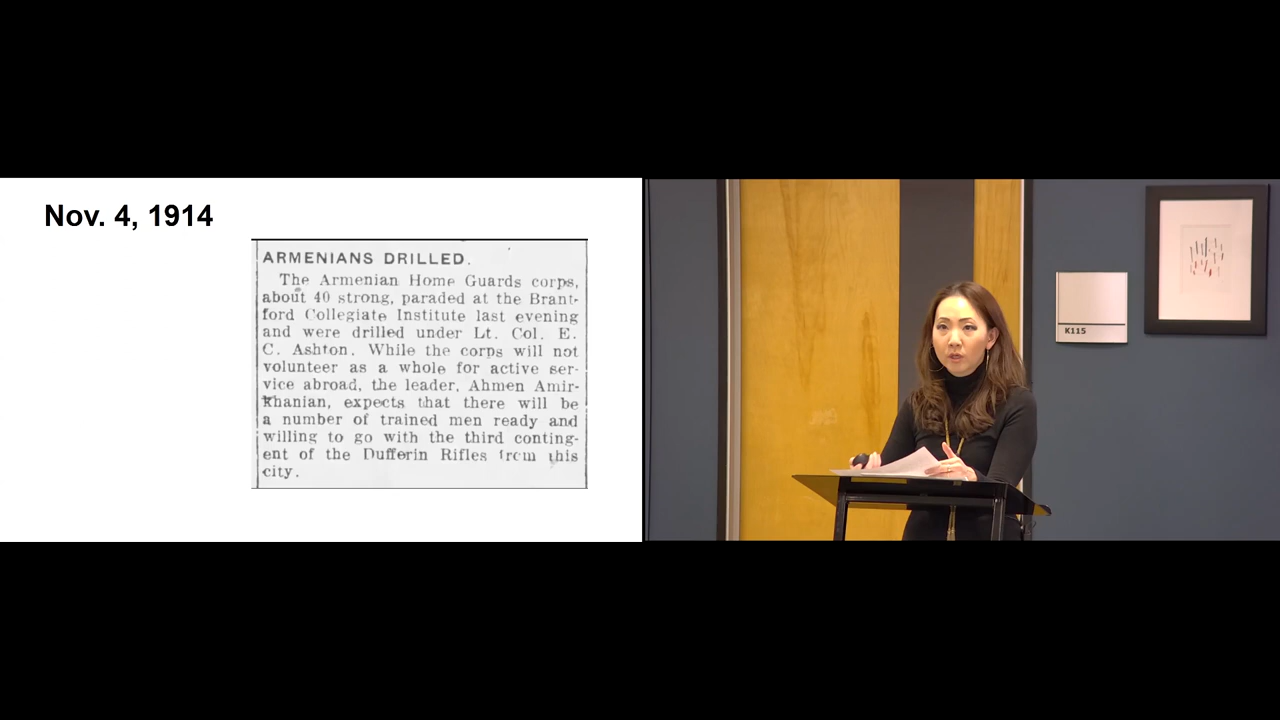 Nov. 4, 1914
ARMENIANS DRILLED.
The Armenian Home Guards corps,
about 40 strong, paraded at the Brant-
ford Collegiate Institute last evening
and were drilled under Lt. Col. E.
C. Ashton. While the corps will not
volunteer as a whole for active ser-
vice abroad, the leader, Ahmen Amir-
khanian, expects that there will be
a number of trained men ready and
willing to go with the third conting-
ent of the Dufferin Rifles from this
city.
K115